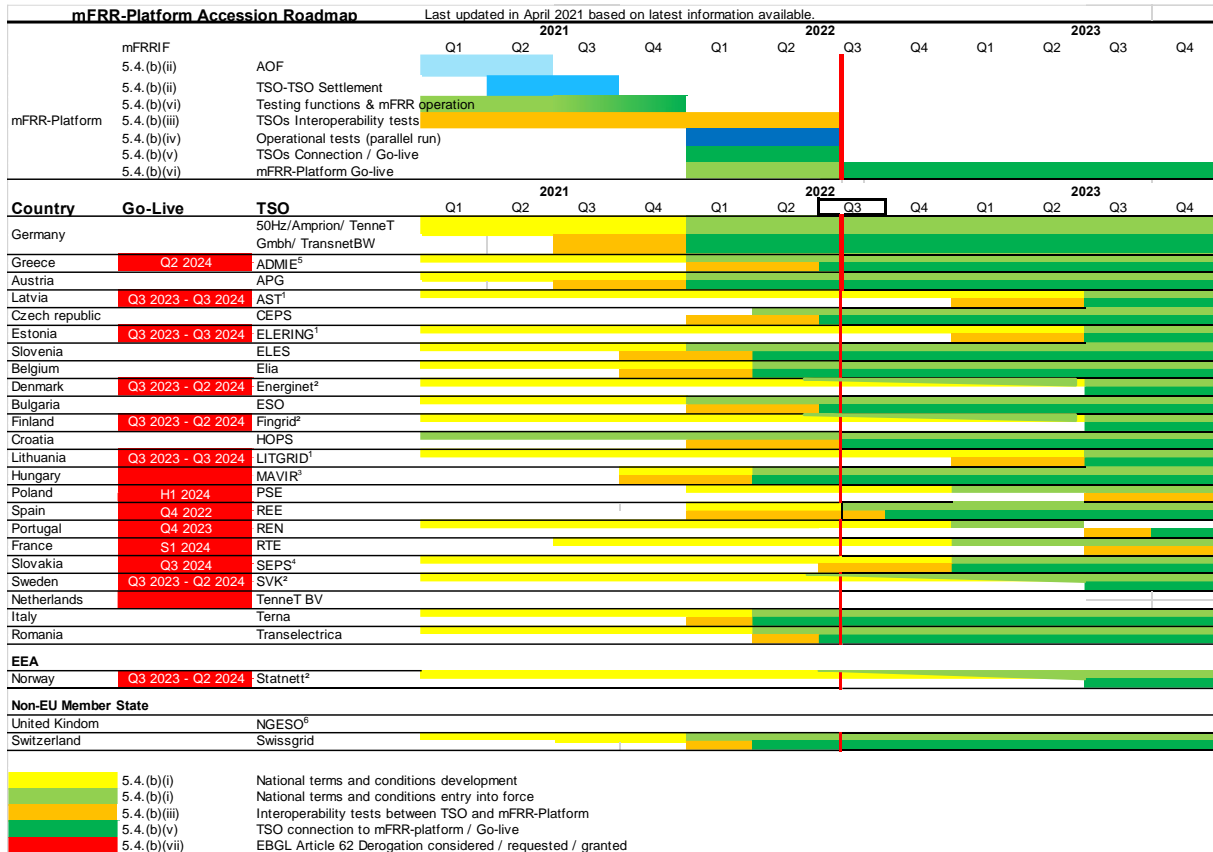 mFRR-Platform Accession Roadmap Last updated in April 2021 based on latest information available.
2021 2022 2023
mFRRIF Q1 Q2 Q3 Q4 Q1 Q2 Q3 Q4 Q1 Q2 Q3 Q4
5.4.(b)(ii) AOF
5.4.(b)(ii) TSO-TSO Settlement
5.4.(b)(vi) Testing functions & mFRR operation
mFRR-Platform 5.4.(b)(iii) TSOs Interoperability tests
5.4.(b)(iv) Operational tests (parallel run)
5.4.(b)(v) TSOs Connection / Go-live
5.4.(b)(vi) mFRR-Platform Go-live
2021 2022 2023
Country Go-Live TSO Q1 Q2 Q3 Q4 Q1 Q2 Q3 Q4 Q1 Q2 Q3 Q4
Germany 50Hz/Amprion/ TenneT
Gmbh/ TransnetBW
Greece Q2 2024 ADMIE⁵
Austria APG
Latvia Q3 2023 - Q3 2024 AST¹
Czech republic CEPS
Estonia Q3 2023 - Q3 2024 ELERING¹
Slovenia ELES
Belgium Elia
Denmark Q3 2023 - Q2 2024 Energinet²
Bulgaria ESO
Finland Q3 2023 - Q2 2024 Fingrid²
Croatia HOPS
Lithuania Q3 2023 - Q3 2024 LITGRID¹
Hungary MAVIR³
Poland H1 2024 PSE
Spain Q4 2022 REE
Portugal Q4 2023 REN
France S1 2024 RTE
Slovakia Q3 2024 SEPS⁴
Sweden Q3 2023 - Q2 2024 SVK²
Netherlands TenneT BV
Italy Terna
Romania Transelectrica
EEA
Norway Q3 2023 - Q2 2024 Statnett²
Non-EU Member State
United Kindom NGESO⁶
Switzerland Swissgrid
5.4.(b)(i) National terms and conditions development
5.4.(b)(i) National terms and conditions entry into force
5.4.(b)(iii) Interoperability tests between TSO and mFRR-Platform
5.4.(b)(v) TSO connection to mFRR-platform / Go-live
5.4.(b)(vii) EBGL Article 62 Derogation considered / requested / granted